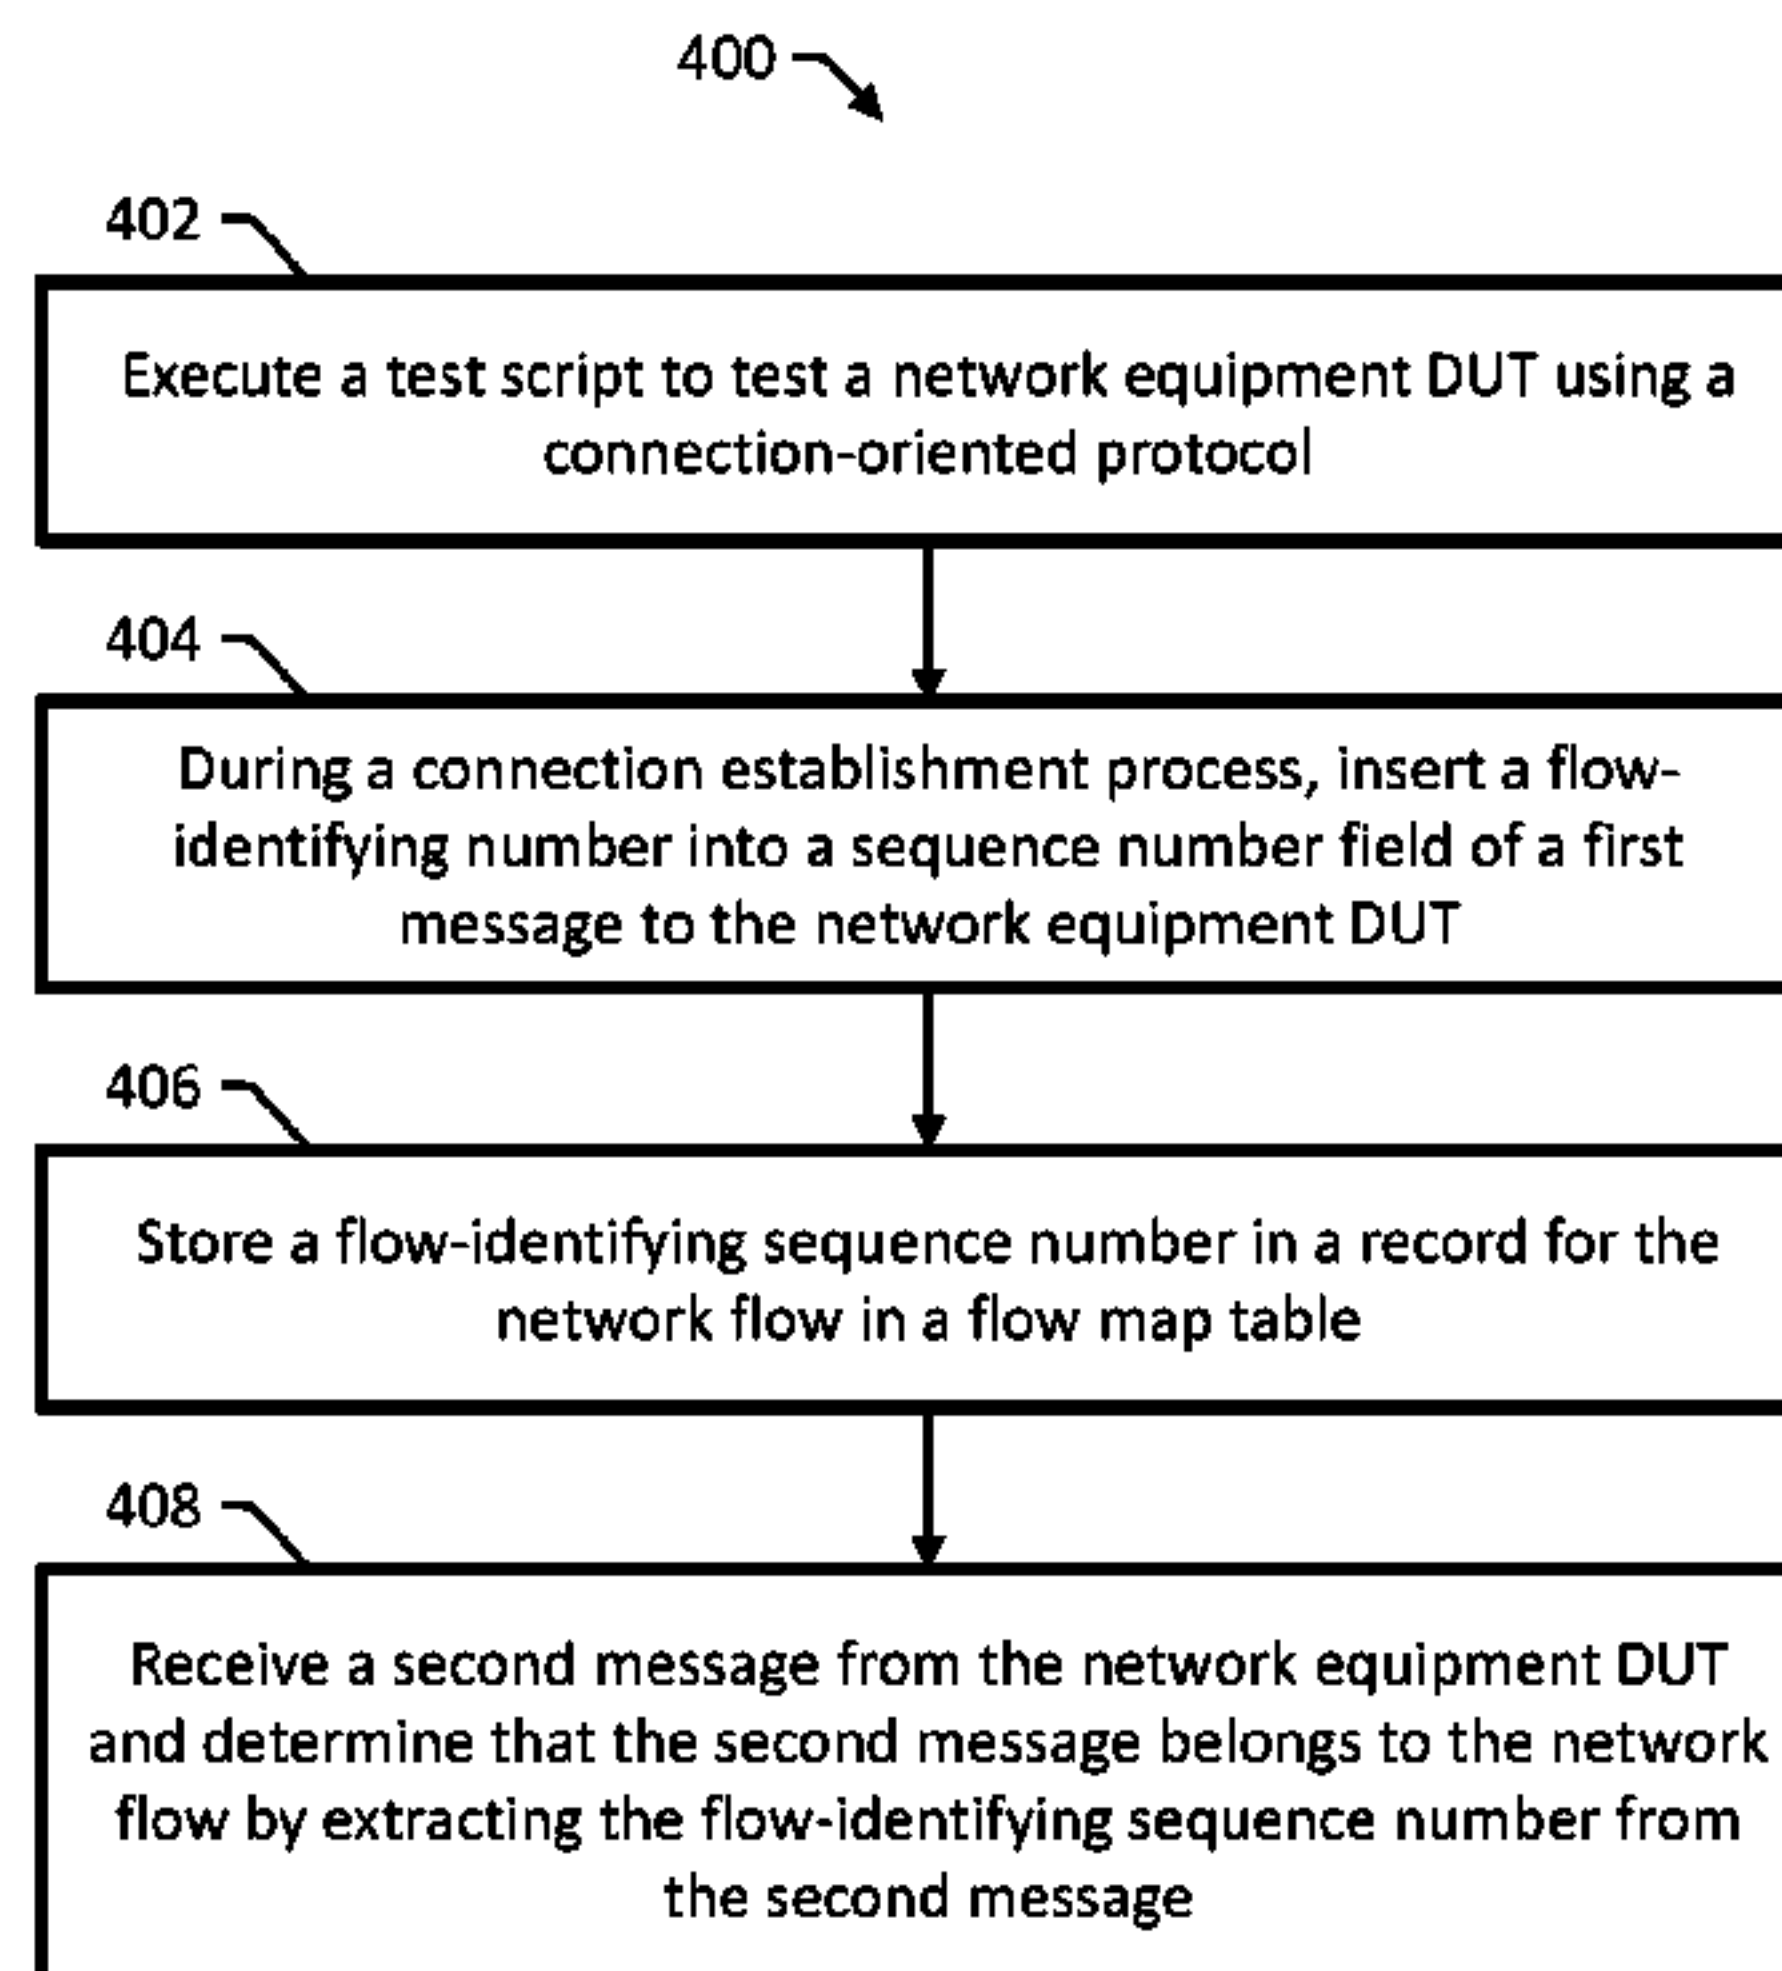 400
402
Execute a test script to test a network equipment DUT using a
connection-oriented protocol
404
During a connection establishment process, insert a flow-
identifying number into a sequence number field of a first
message to the network equipment DUT
406
Store a flow-identifying sequence number in a record for the
network flow in a flow map table
408
Receive a second message from the network equipment DUT
and determine that the second message belongs to the network
flow by extracting the flow-identifying sequence number from
the second message